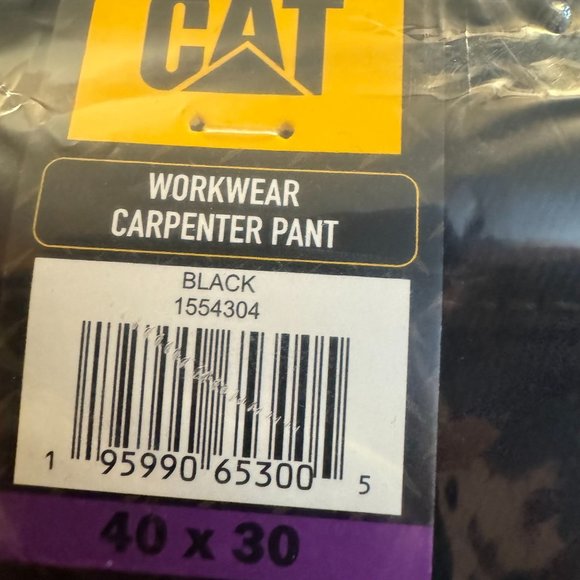 CAT
WORKWEAR
CARPENTER PANT
BLACK
1554304
1 95990 65300 5
40 x 30